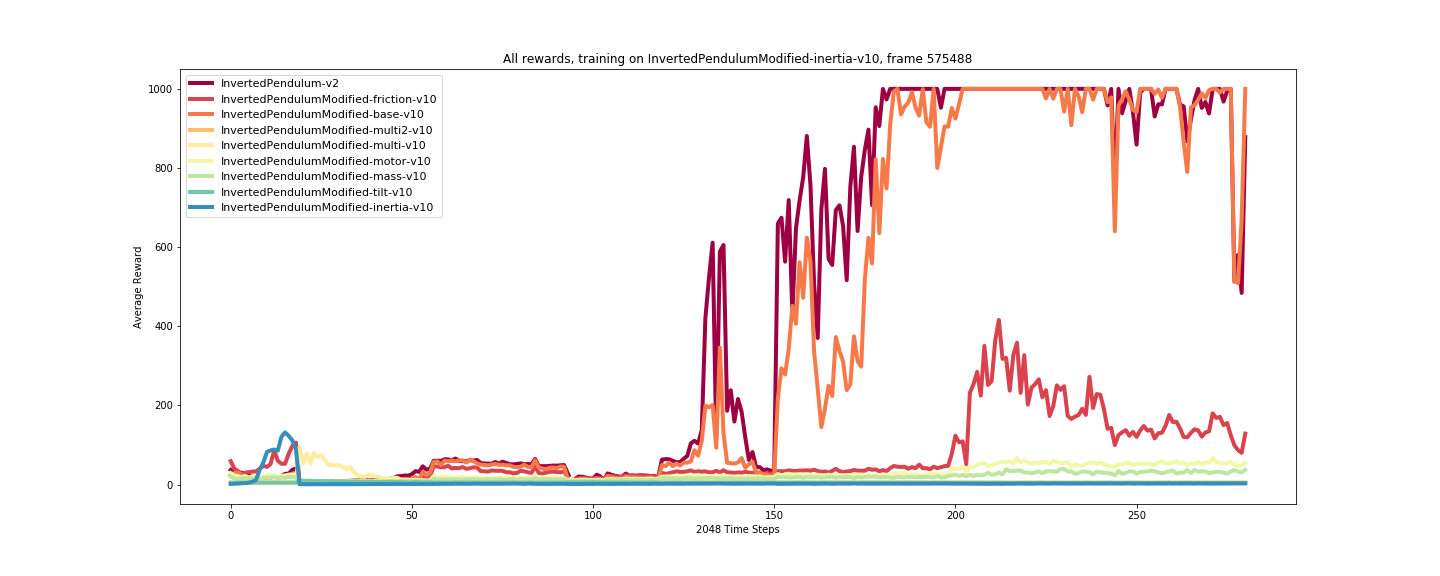 All rewards, training on InvertedPendulumModified-inertia-v10, frame 575488
InvertedPendulum-v2
InvertedPendulumModified-friction-v10
InvertedPendulumModified-base-v10
InvertedPendulumModified-multi2-v10
InvertedPendulumModified-multi-v10
InvertedPendulumModified-motor-v10
InvertedPendulumModified-mass-v10
InvertedPendulumModified-tilt-v10
InvertedPendulumModified-inertia-v10
Average Reward
1000
800
600
400
200
0
0 50 100 150 200 250
2048 Time Steps